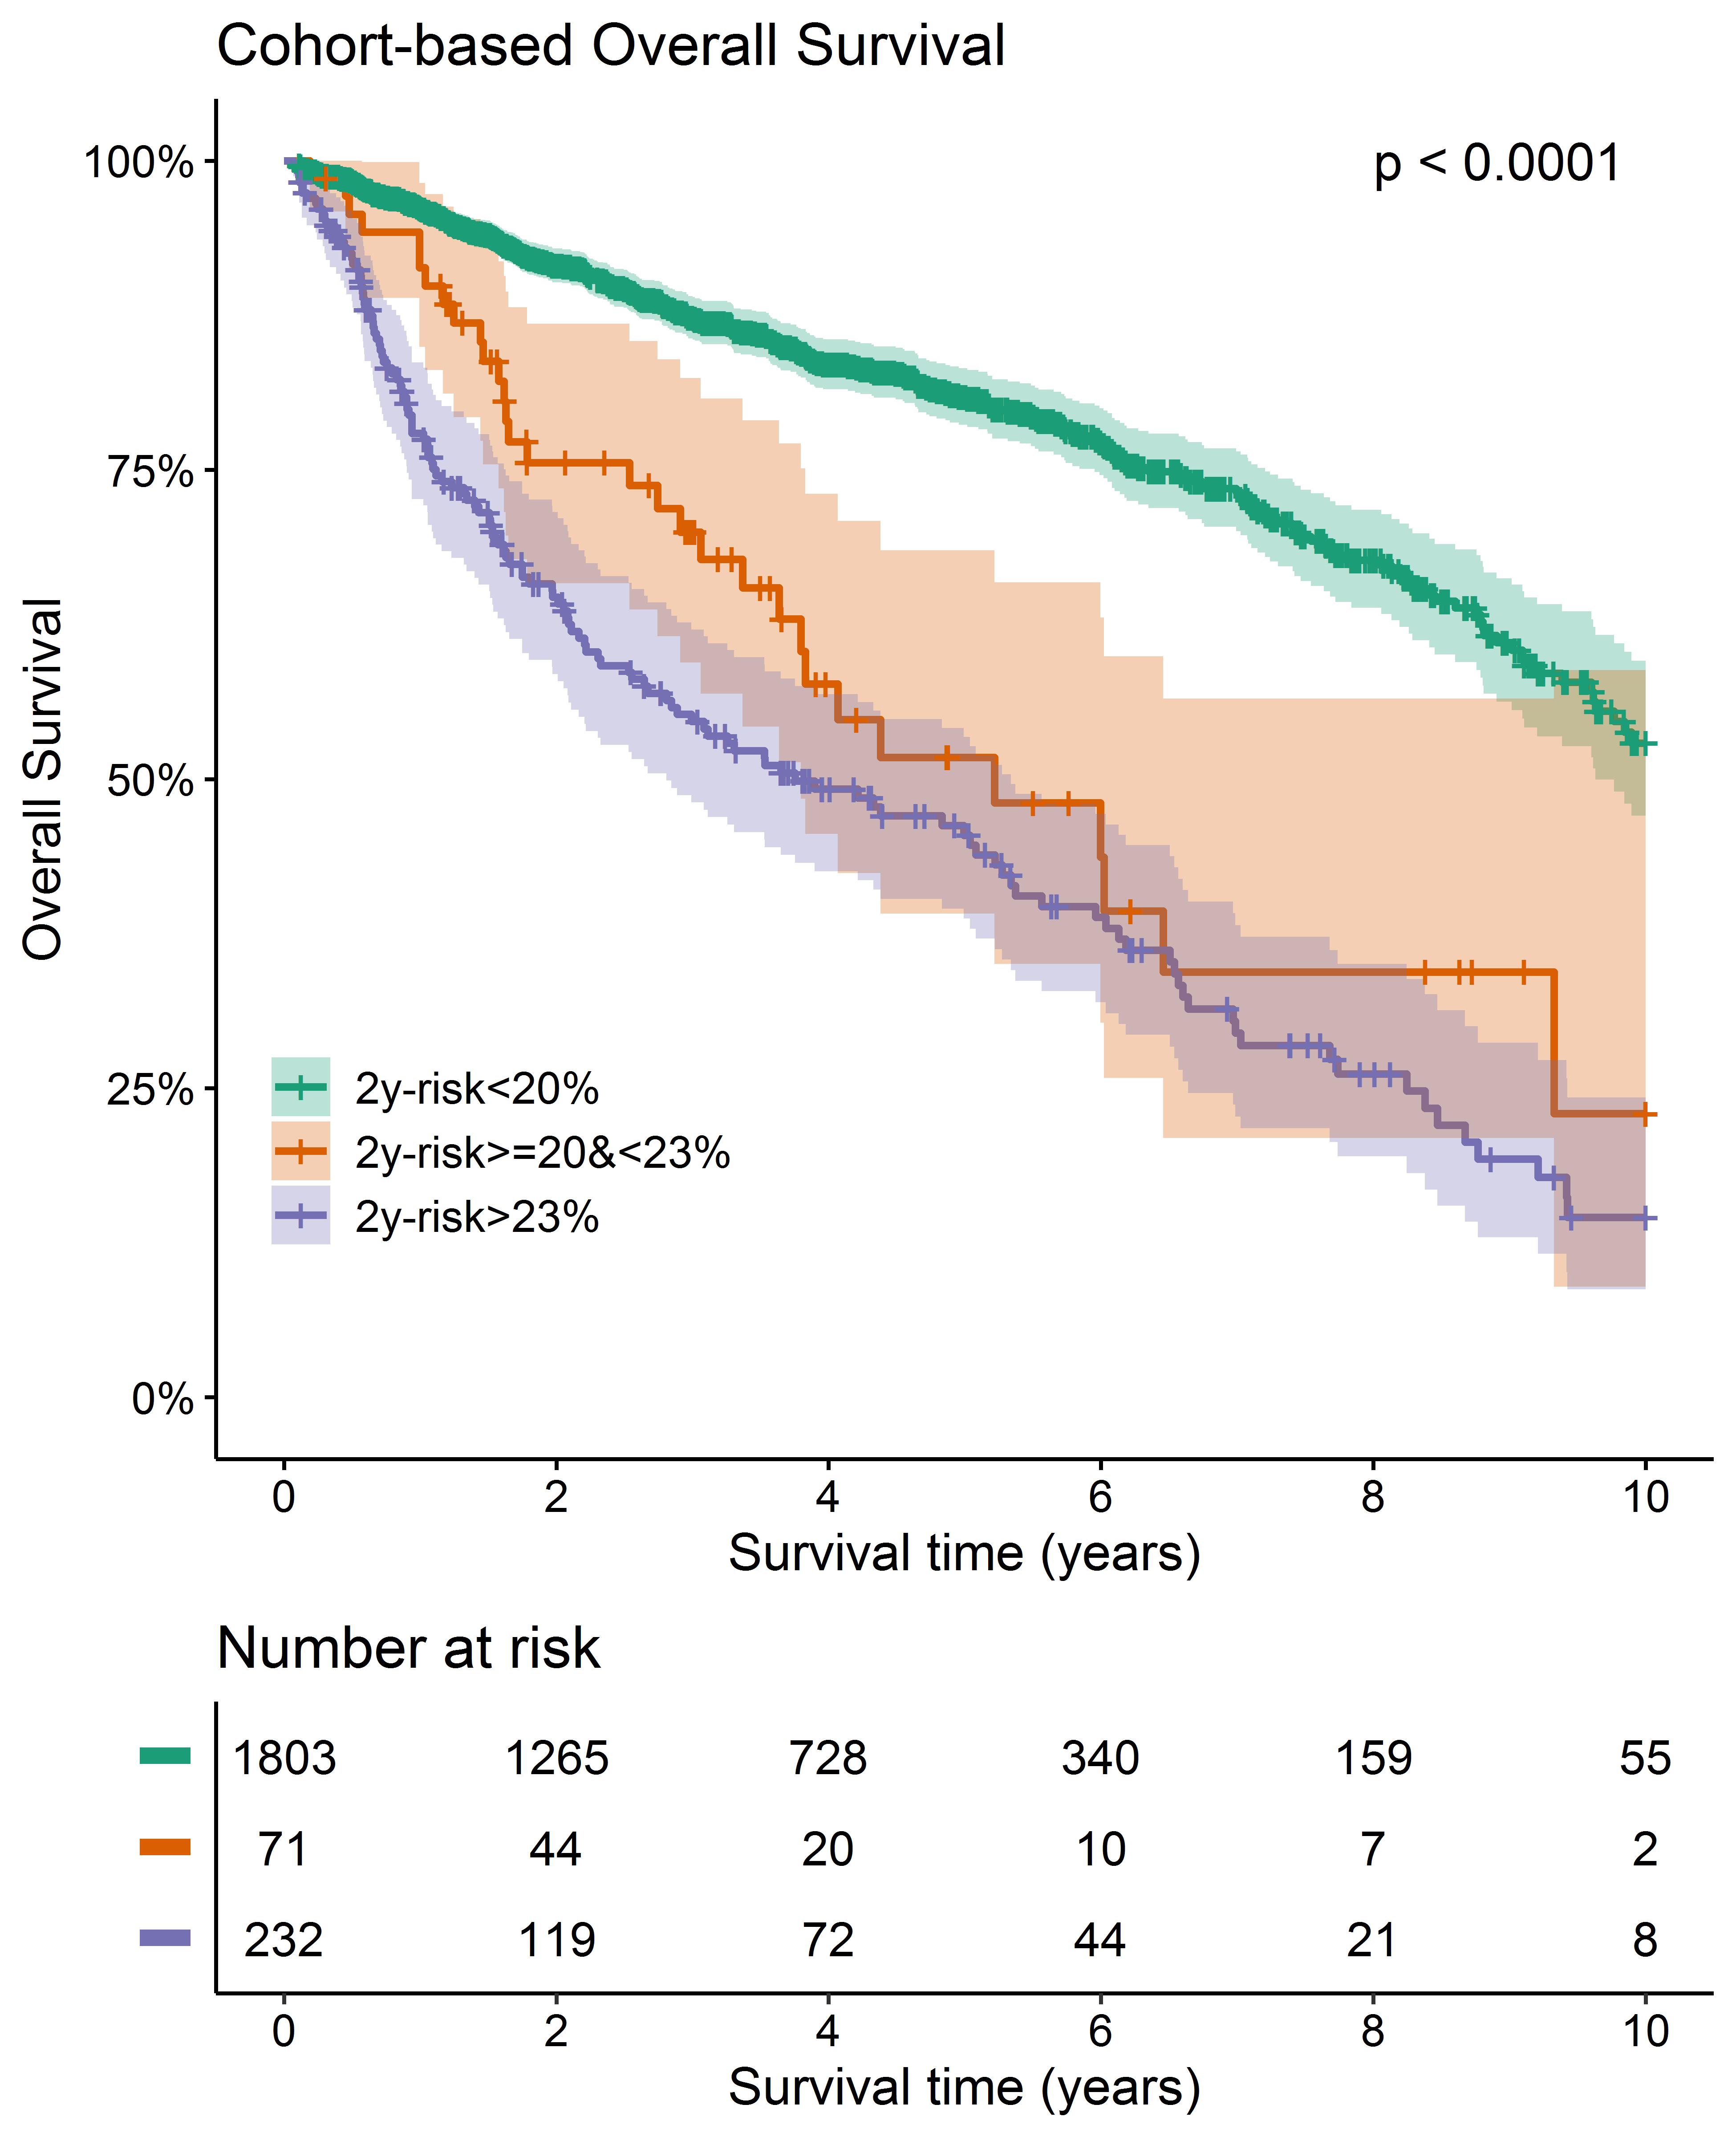 Cohort-based Overall Survival
p < 0.0001
100%
75%
50%
25%
0%
Overall Survival
2y-risk<20%
2y-risk>=20&<23%
2y-risk>23%
0 2 4 6 8 10
Survival time (years)
Number at risk
1803 1265 728 340 159 55
71 44 20 10 7 2
232 119 72 44 21 8
0 2 4 6 8 10
Survival time (years)